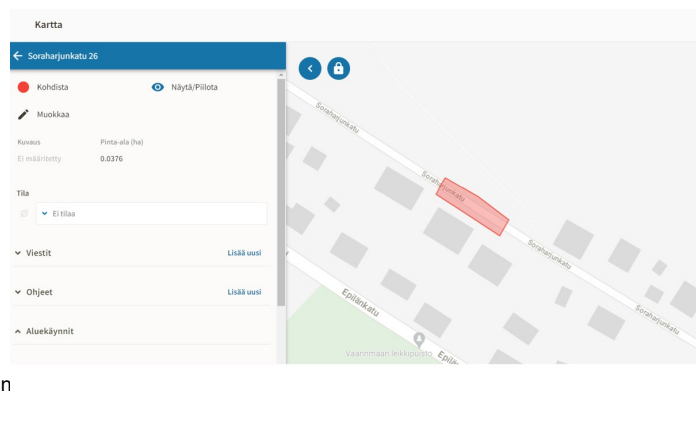 Kartta
Soraharjunkatu 26
Kohdista
Näytä/Piilota
Muokkaa
Kuvaus
Pinta-ala (ha)
Ei määritetty
0.0376
Tila
Ei tilaa
Viestit
Lisää uusi
Ohjeet
Lisää uusi
Aluekäynnit
Soraharjunkatu
Soraharjunkatu
Soraharjunkatu
Soraharjunkatu
Epilänkatu
Vaarinmaan leikkipuisto
n